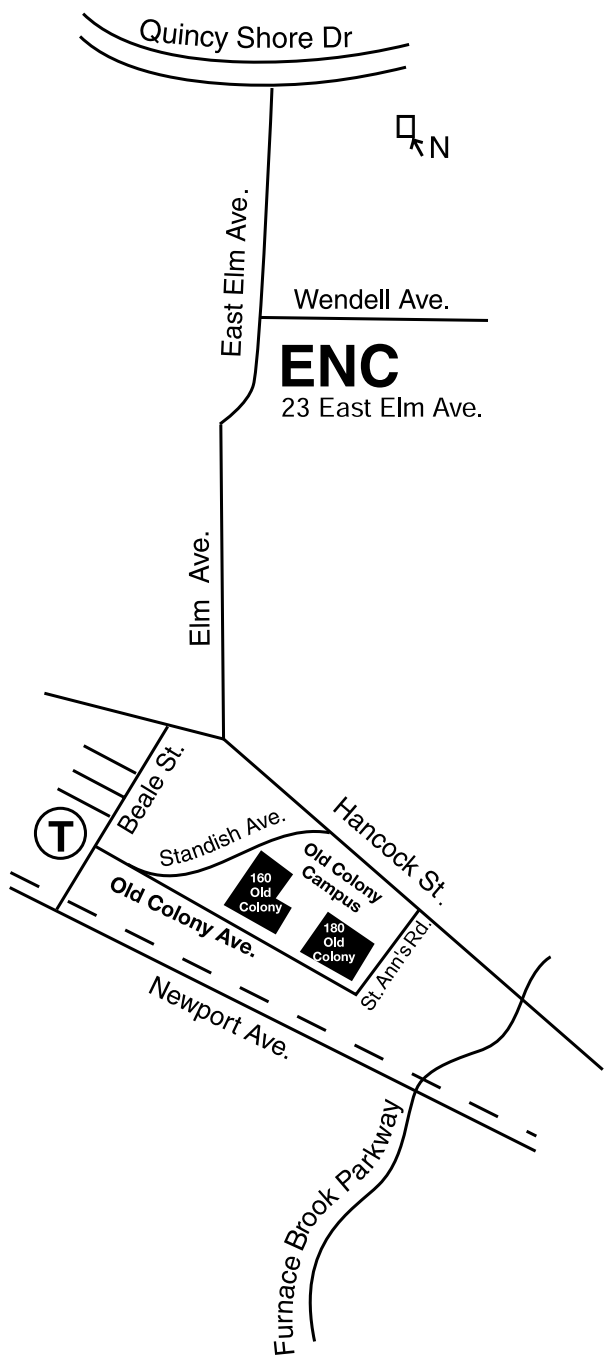 Quincy Shore Dr
N
East Elm Ave.
Wendell Ave.
ENC
23 East Elm Ave.
Elm Ave.
Beale St.
T
Standish Ave.
Hancock St.
Old Colony
Campus
160
Old
Colony
180
Old
Colony
Old Colony Ave.
St. Ann's Rd.
Newport Ave.
Furnace Brook Parkway